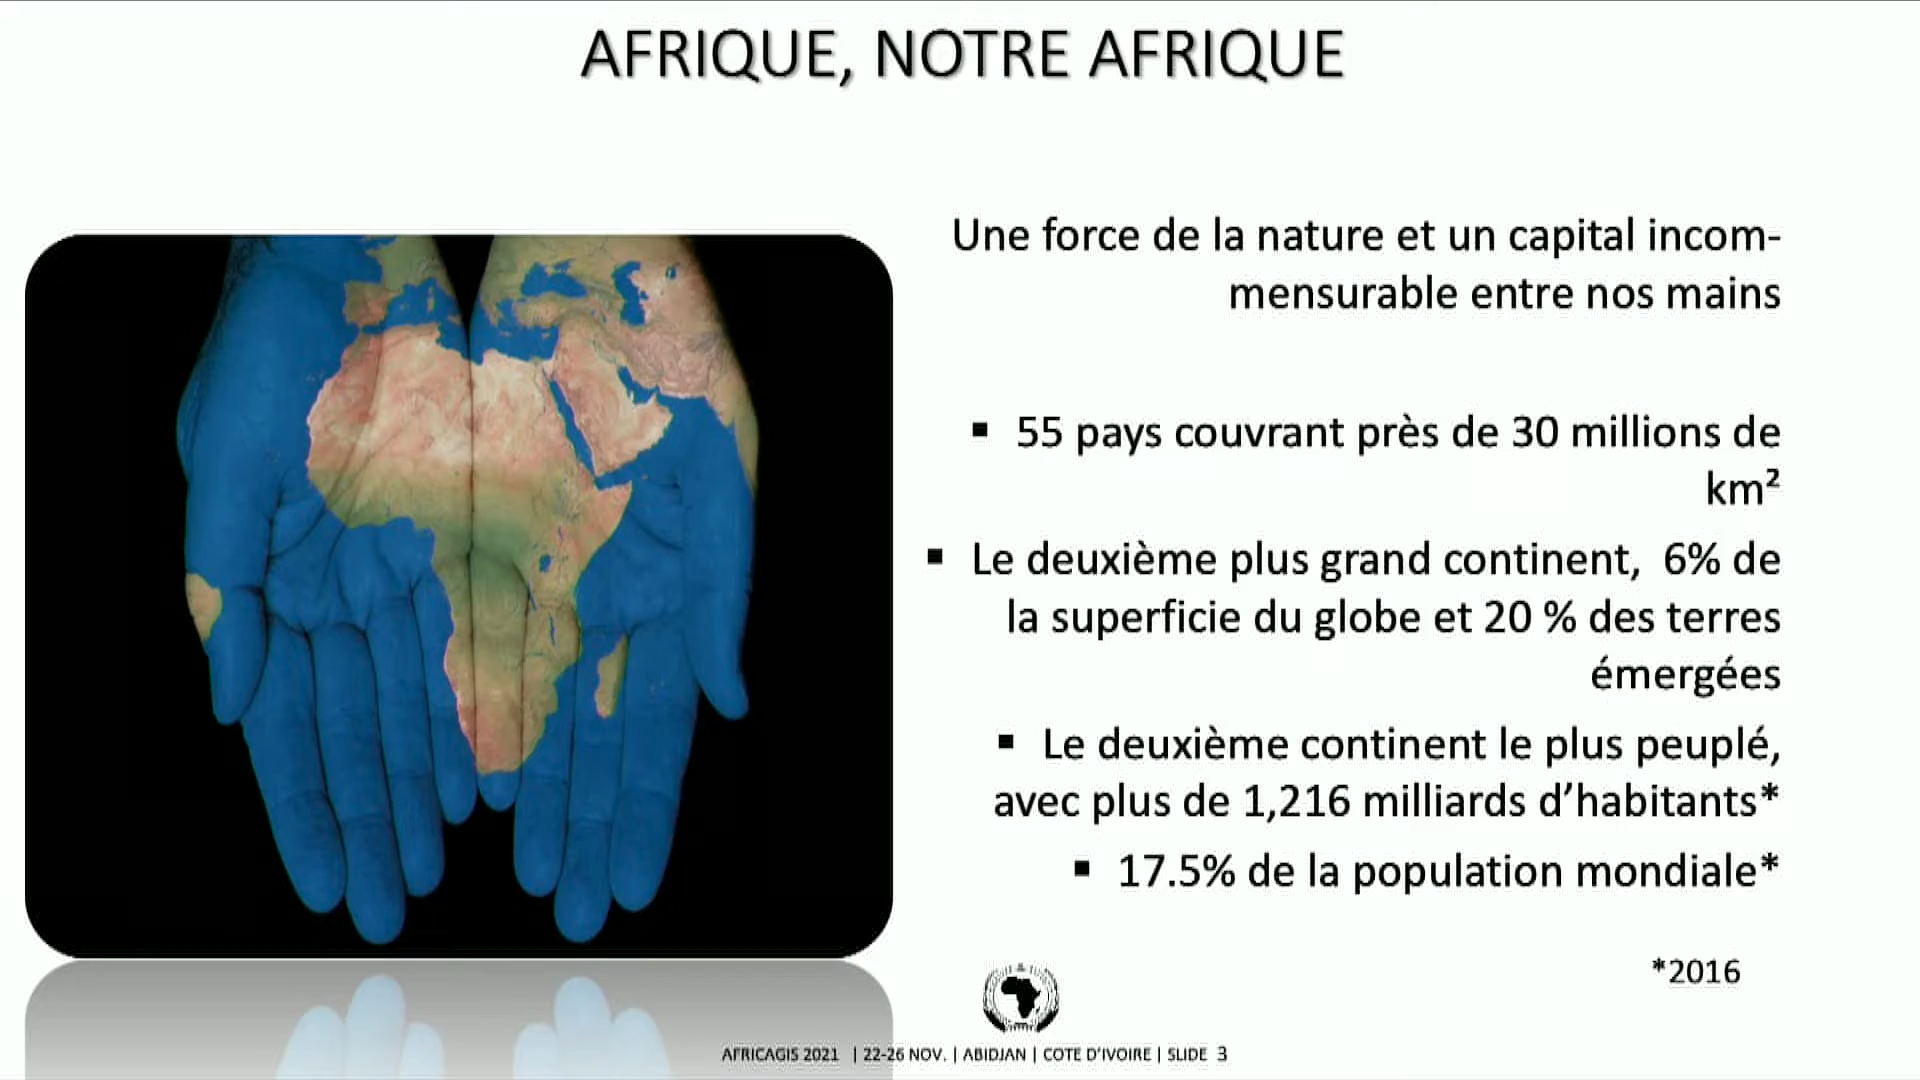 AFRIQUE, NOTRE AFRIQUE
Une force de la nature et un capital incom-
mensurable entre nos mains
▪ 55 pays couvrant près de 30 millions de
km²
▪ Le deuxième plus grand continent, 6% de
la superficie du globe et 20 % des terres
émergées
▪ Le deuxième continent le plus peuplé,
avec plus de 1,216 milliards d’habitants*
▪ 17.5% de la population mondiale*
*2016
AFRICAGIS 2021 | 22-26 NOV. | ABIDJAN | COTE D'IVOIRE | SLIDE 3